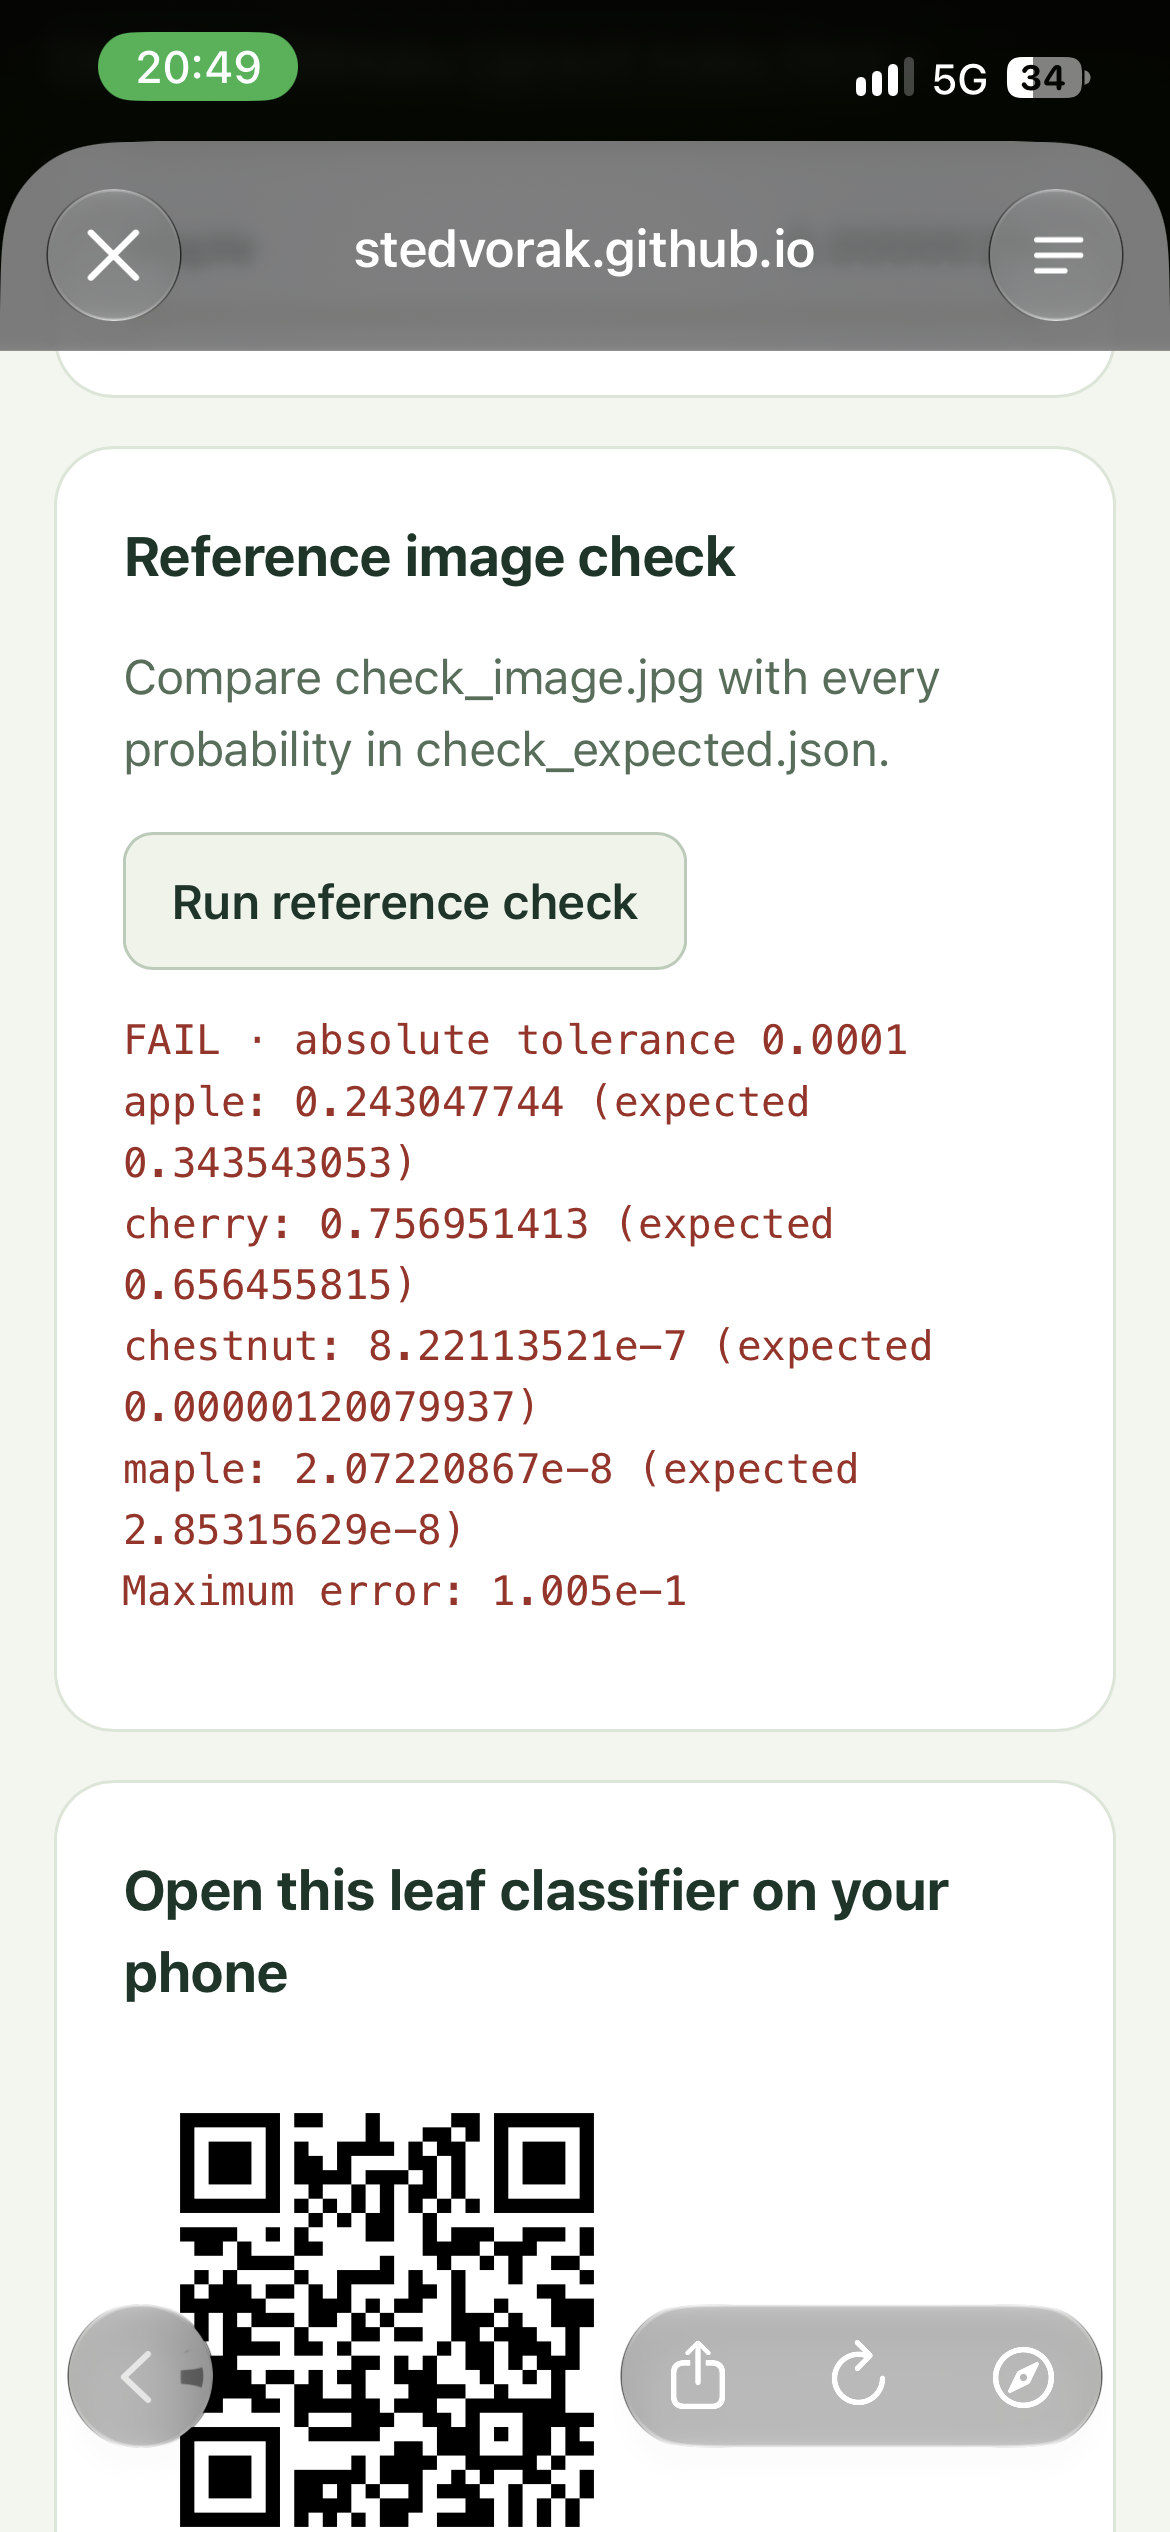 20:49
5G 34
stedvorak.github.io
Reference image check
Compare check_image.jpg with every
probability in check_expected.json.
Run reference check
FAIL · absolute tolerance 0.0001
apple: 0.243047744 (expected
0.343543053)
cherry: 0.756951413 (expected
0.656455815)
chestnut: 8.22113521e-7 (expected
0.00000120079937)
maple: 2.07220867e-8 (expected
2.85315629e-8)
Maximum error: 1.005e-1
Open this leaf classifier on your
phone